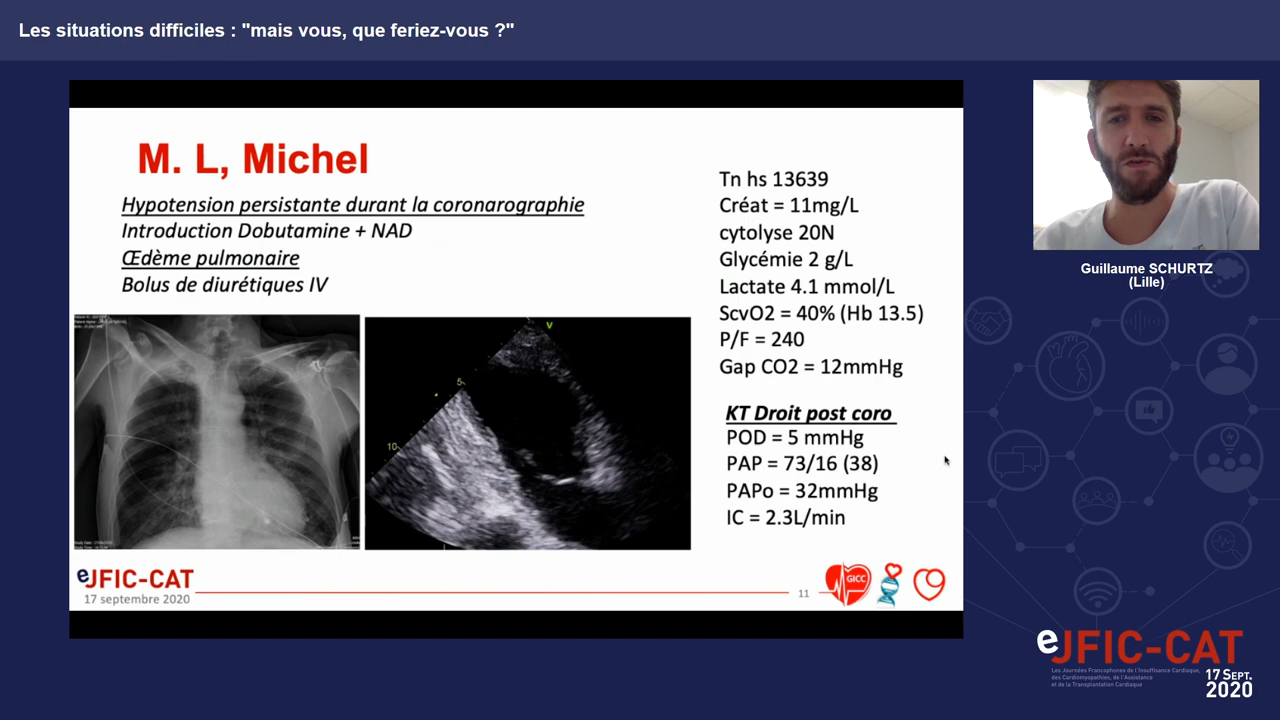 Les situations difficiles : "mais vous, que feriez-vous ?"
M. L, Michel
Hypotension persistante durant la coronarographie
Introduction Dobutamine + NAD
Œdème pulmonaire
Bolus de diurétiques IV
Tn hs 13639
Créat = 11mg/L
cytolyse 20N
Glycémie 2 g/L
Lactate 4.1 mmol/L
ScvO2 = 40% (Hb 13.5)
P/F = 240
Gap CO2 = 12mmHg
KT Droit post coro
POD = 5 mmHg
PAP = 73/16 (38)
PAPo = 32mmHg
IC = 2.3L/min
V
5
10
eJFIC-CAT
17 septembre 2020
11
GICC
Guillaume SCHURTZ
(Lille)
eJFIC-CAT
Les Journées Francophones de l'Insuffisance Cardiaque,
des Cardiomyopathies, de l'Assistance
et de la Transplantation Cardiaque
17 SEPT.
2020